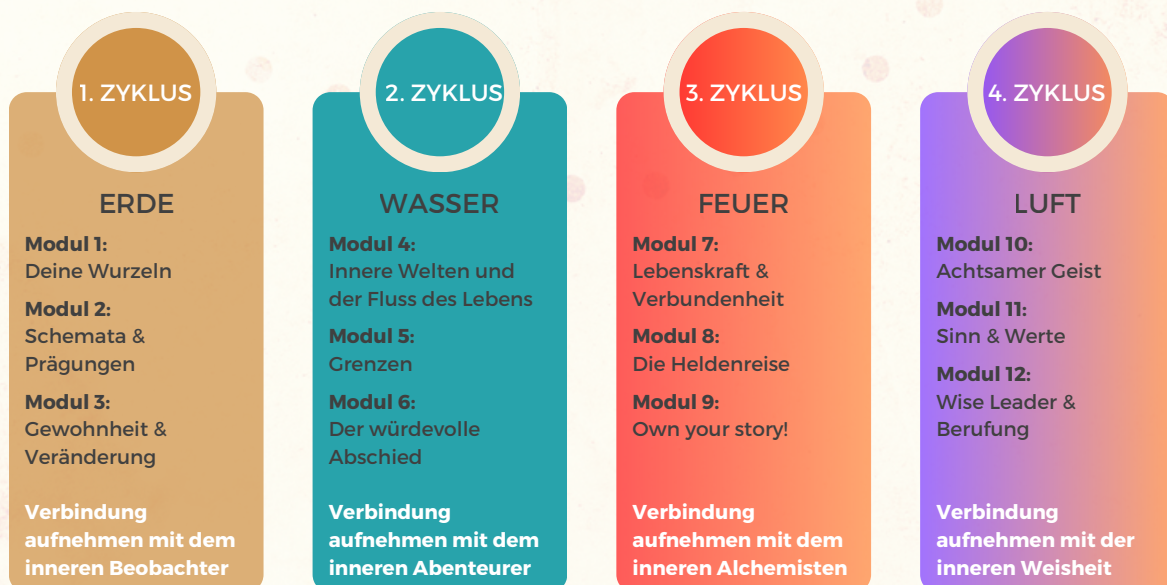 1. ZYKLUS
ERDE
Modul 1:
Deine Wurzeln
Modul 2:
Schemata &
Prägungen
Modul 3:
Gewohnheit &
Veränderung
Verbindung
aufnehmen mit dem
inneren Beobachter
2. ZYKLUS
WASSER
Modul 4:
Innere Welten und
der Fluss des Lebens
Modul 5:
Grenzen
Modul 6:
Der würdevolle
Abschied
Verbindung
aufnehmen mit dem
inneren Abenteurer
3. ZYKLUS
FEUER
Modul 7:
Lebenskraft &
Verbundenheit
Modul 8:
Die Heldenreise
Modul 9:
Own your story!
Verbindung
aufnehmen mit dem
inneren Alchemisten
4. ZYKLUS
LUFT
Modul 10:
Achtsamer Geist
Modul 11:
Sinn & Werte
Modul 12:
Wise Leader &
Berufung
Verbindung
aufnehmen mit der
inneren Weisheit